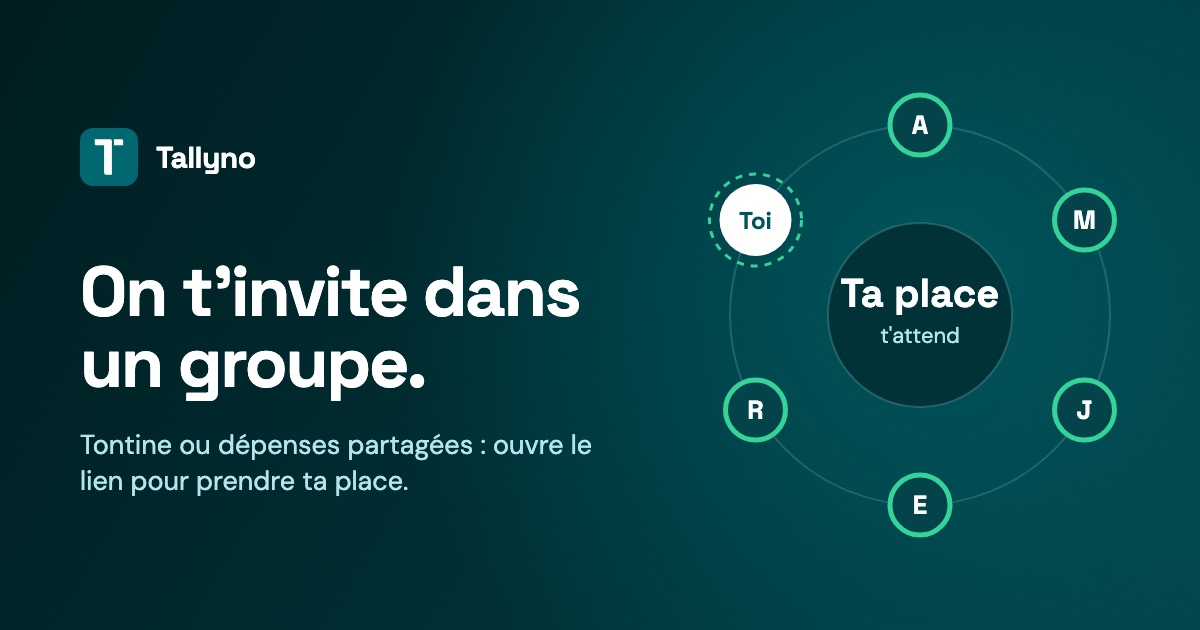 Tallyno
On t’invite dans
un groupe.
Tontine ou dépenses partagées : ouvre le
lien pour prendre ta place.
A
Toi
M
Ta place
t'attend
R
J
E